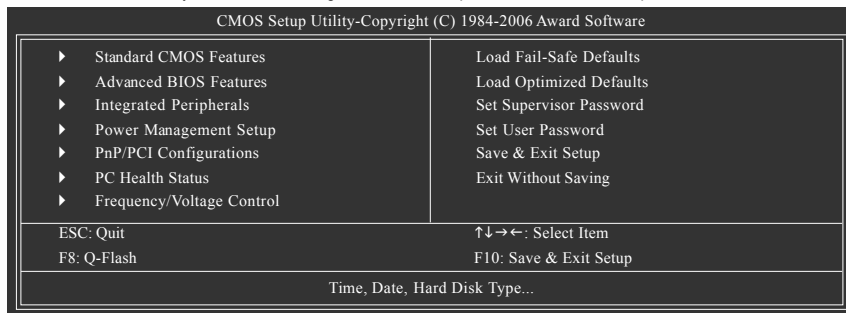 CMOS Setup Utility-Copyright (C) 1984-2006 Award Software
▶ Standard CMOS Features
▶ Advanced BIOS Features
▶ Integrated Peripherals
▶ Power Management Setup
▶ PnP/PCI Configurations
▶ PC Health Status
▶ Frequency/Voltage Control
Load Fail-Safe Defaults
Load Optimized Defaults
Set Supervisor Password
Set User Password
Save & Exit Setup
Exit Without Saving
ESC: Quit
F8: Q-Flash
↑↓→←: Select Item
F10: Save & Exit Setup
Time, Date, Hard Disk Type...